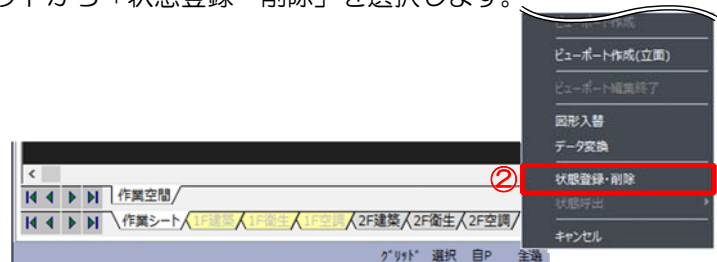 から「状態登録・削除」を選択します。
ビューポート作成
ビューポート作成(立面)
ビューポート編集終了
図形入替
データ変換
②
状態登録・削除
状態呼出
キャンセル
作業空間
作業シート 1F建築 1F衛生 1F空調 2F建築 2F衛生 2F空調
グリッド 選択 自P 全選